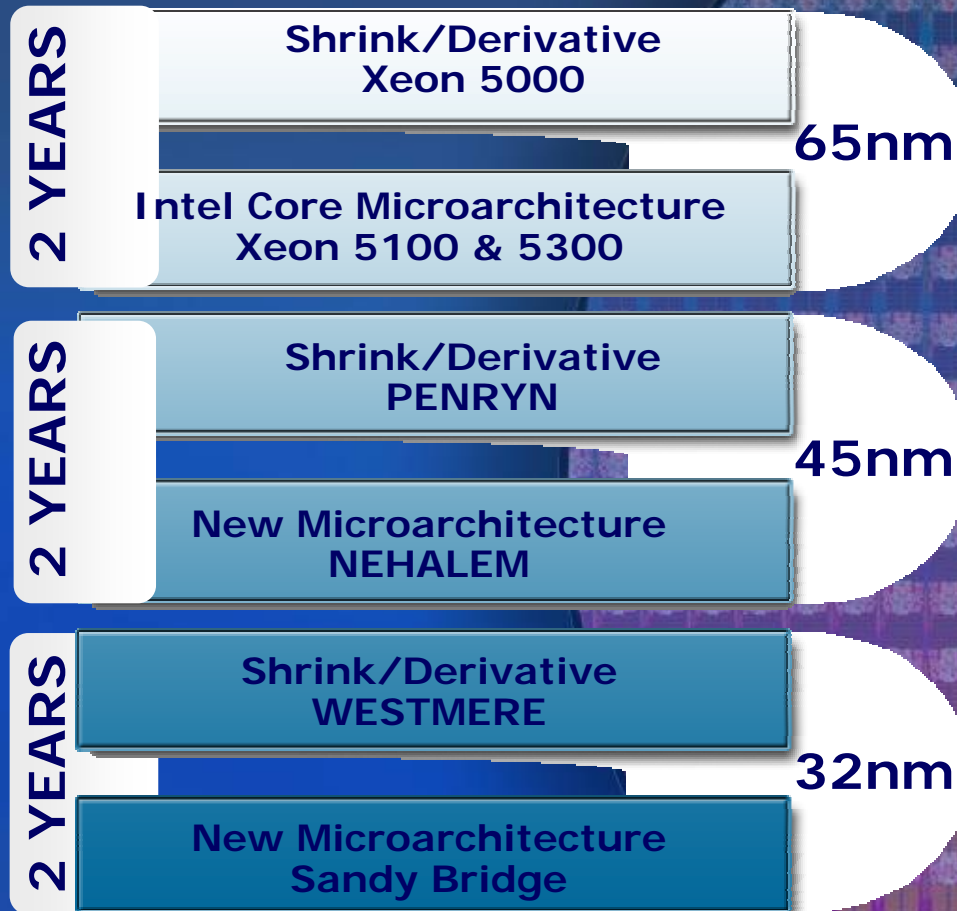 2 YEARS
Shrink/Derivative
Xeon 5000
65nm
Intel Core Microarchitecture
Xeon 5100 & 5300
2 YEARS
Shrink/Derivative
PENRYN
45nm
New Microarchitecture
NEHALEM
2 YEARS
Shrink/Derivative
WESTMERE
32nm
New Microarchitecture
Sandy Bridge